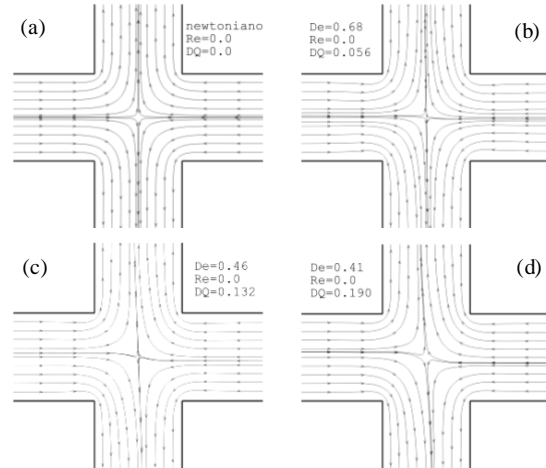 (a)
newtoniano
Re=0.0
DQ=0.0
De=0.68
Re=0.0
DQ=0.056
(b)
(c)
De=0.46
Re=0.0
DQ=0.132
De=0.41
Re=0.0
DQ=0.190
(d)